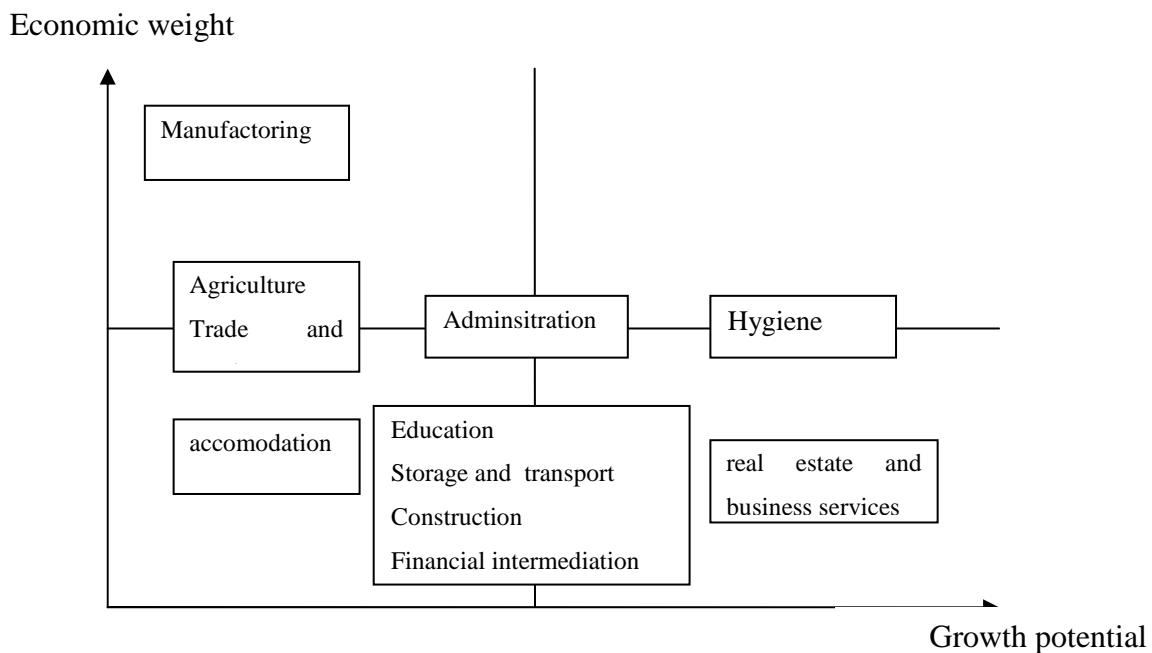 Economic weight
Manufactoring
Agriculture
Trade and
Adminsitration
Hygiene
accomodation
Education
Storage and transport
Construction
Financial intermediation
real estate and
business services
Growth potential